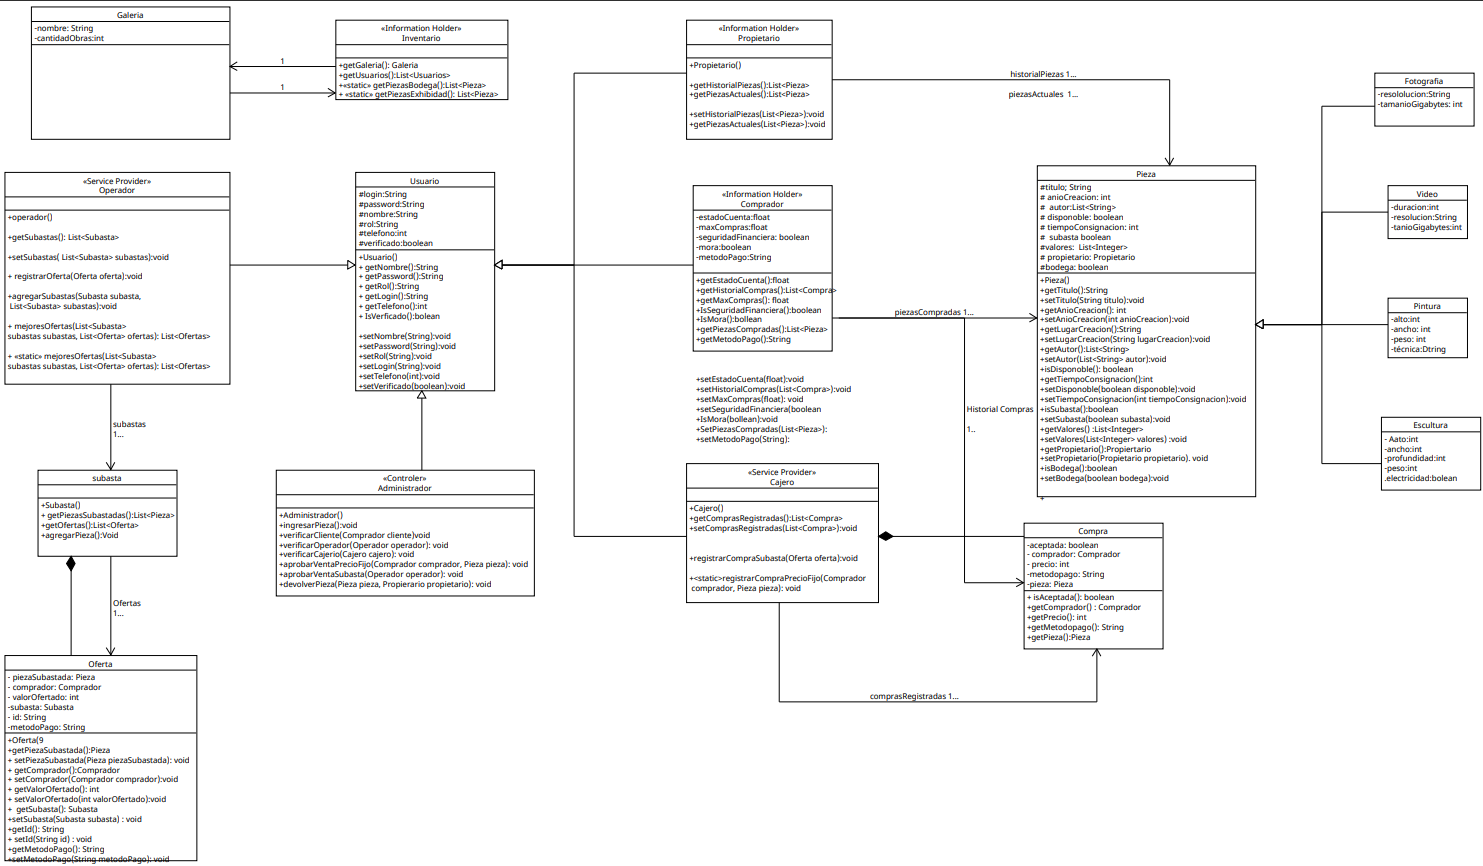 Galeria
-nombre: String
-cantidadObras:int
1
1
«Information Holder»
Inventario
+getGaleria(): Galeria
+getUsuarios():List<Usuarios>
+«static» getPiezasBodega():List<Pieza>
+ «static» getPiezasExhibidad(): List<Pieza>
«Information Holder»
Propietario
+Propietario()
+getHistorialPiezas():List<Pieza>
+getPiezasActuales():List<Pieza>
+setHistorialPiezas(List<Pieza>):void
+getPiezasActuales(List<Pieza>):void
historialPiezas 1...
piezasActuales 1...
Fotografia
-resololucion:String
-tamanioGigabytes: int
«Service Provider»
Operador
+operador()
+getSubastas(): List<Subasta>
+setSubastas( List<Subasta> subastas):void
+ registrarOferta(Oferta oferta):void
+agregarSubastas(Subasta subasta,
List<Subasta> subastas):void
+ mejoresOfertas(List<Subasta>
subastas subastas, List<Oferta> ofertas): List<Ofertas>
+ «static» mejoresOfertas(List<Subasta>
subastas subastas, List<Oferta> ofertas): List<Ofertas>
Usuario
#login:String
#password:String
#nombre:String
#rol:String
#telefono:int
#verificado:boolean
+Usuario()
+ getNombre():String
+ getPassword():String
+ getRol():String
+ getLogin():String
+ getTelefono():int
+ IsVerficado():bolean
+setNombre(String):void
+setPassword(String):void
+setRol(String):void
+setLogin(String):void
+setTelefono(int):void
+setVerificado(boolean):void
«Information Holder»
Comprador
-estadoCuenta:float
-maxCompras:float
-seguridadFinanciera: boolean
-mora:boolean
-metodoPago:String
+getEstadoCuenta():float
+getHistorialCompras():List<Compra>
+getMaxCompras(): float
+IsSeguridadFinanciera():boolean
+IsMora():bollean
+getPiezasCompradas():List<Pieza>
+getMetodoPago():String
+setEstadoCuenta(float):void
+setHistorialCompras(List<Compra>):void
+setMaxCompras(float): void
+setSeguridadFinanciera(boolean
+IsMora(bollean):void
+SetPiezasCompradas(List<Pieza>):
+setMetodoPago(String):
piezasCompradas 1...
Historial Compras
1..
Pieza
#titulo; String
# anioCreacion: int
# autor:List<String>
# disponble: boolean
# tiempoConsignacion: int
# subasta boolean
#valores: List<Integer>
# propietario: Propietario
#bodega: boolean
+Pieza()
+getTitulo():String
+setTitulo(String titulo):void
+getAnioCreacion(): int
+setAnioCreacion(int anioCreacion):void
+getLugarCreacion():String
+setLugarCreacion(String lugarCreacion):void
+getAutor():List<String>
+setAutor(List<String> autor):void
+isDisponble(): boolean
+getTiempoConsignacion():int
+setDisponble(boolean disponble):void
+setTiempoConsignacion(int tiempoConsignacion):void
+isSubasta():boolean
+setSubasta(boolean subasta):void
+getValores() :List<Integer>
+setValores(List<Integer> valores) :void
+getPropietario():Propiertario
+setPropietario(Propietario propietario). void
+isBodega():boolean
+setBodega(boolean bodega):void
+
Video
-duracion:int
-resolucion:String
-tanioGigabytes:int
Pintura
-alto:int
-ancho: int
-peso: int
-técnica:Dtring
Escultura
- Aato:int
-ancho:int
-profundidad:int
-peso:int
.electricidad:bolean
subastas
1...
subasta
+Subasta()
+ getPiezasSubastadas():List<Pieza>
+getOfertas():List<Oferta>
+agregarPieza():Void
Ofertas
1...
«Controler»
Administrador
+Administrador()
+ingresarPieza():void
+verificarCliente(Comprador cliente)void
+verificarOperador(Operador operador): void
+verificarCajerio(Cajero cajero): void
+aprobarVentaPrecioFijo(Comprador comprador, Pieza pieza): void
+aprobarVentaSubasta(Operador operador): void
+devolverPieza(Pieza pieza, Propierario propietario): void
«Service Provider»
Cajero
+Cajero()
+getComprasRegistradas():List<Compra>
+setComprasRegistradas(List<Compra>):void
+registrarCompraSubasta(Oferta oferta):void
+<static>registrarCompraPrecioFijo(Comprador
comprador, Pieza pieza): void
Compra
-aceptada: boolean
- comprador: Comprador
- precio: int
-metodopago: String
-pieza: Pieza
+ isAceptada(): boolean
+getComprador() : Comprador
+getPrecio(): int
+getMetodopago(): String
+getPieza():Pieza
comprasRegistradas 1...
Oferta
- piezaSubastada: Pieza
- comprador: Comprador
- valorOfertado: int
-subasta: Subasta
- id: String
-metodoPago: String
+Oferta(9
+getPiezaSubastada():Pieza
+ setPiezaSubastada(Pieza piezaSubastada): void
+ getComprador():Comprador
+ setComprador(Comprador comprador):void
+ getValorOfertado(): int
+ setValorOfertado(int valorOfertado):void
+ getSubasta(): Subasta
+setSubasta(Subasta subasta) : void
+getId(): String
+ setId(String id) : void
+getMetodoPago(): String
+setMetodoPago(String metodoPago): void